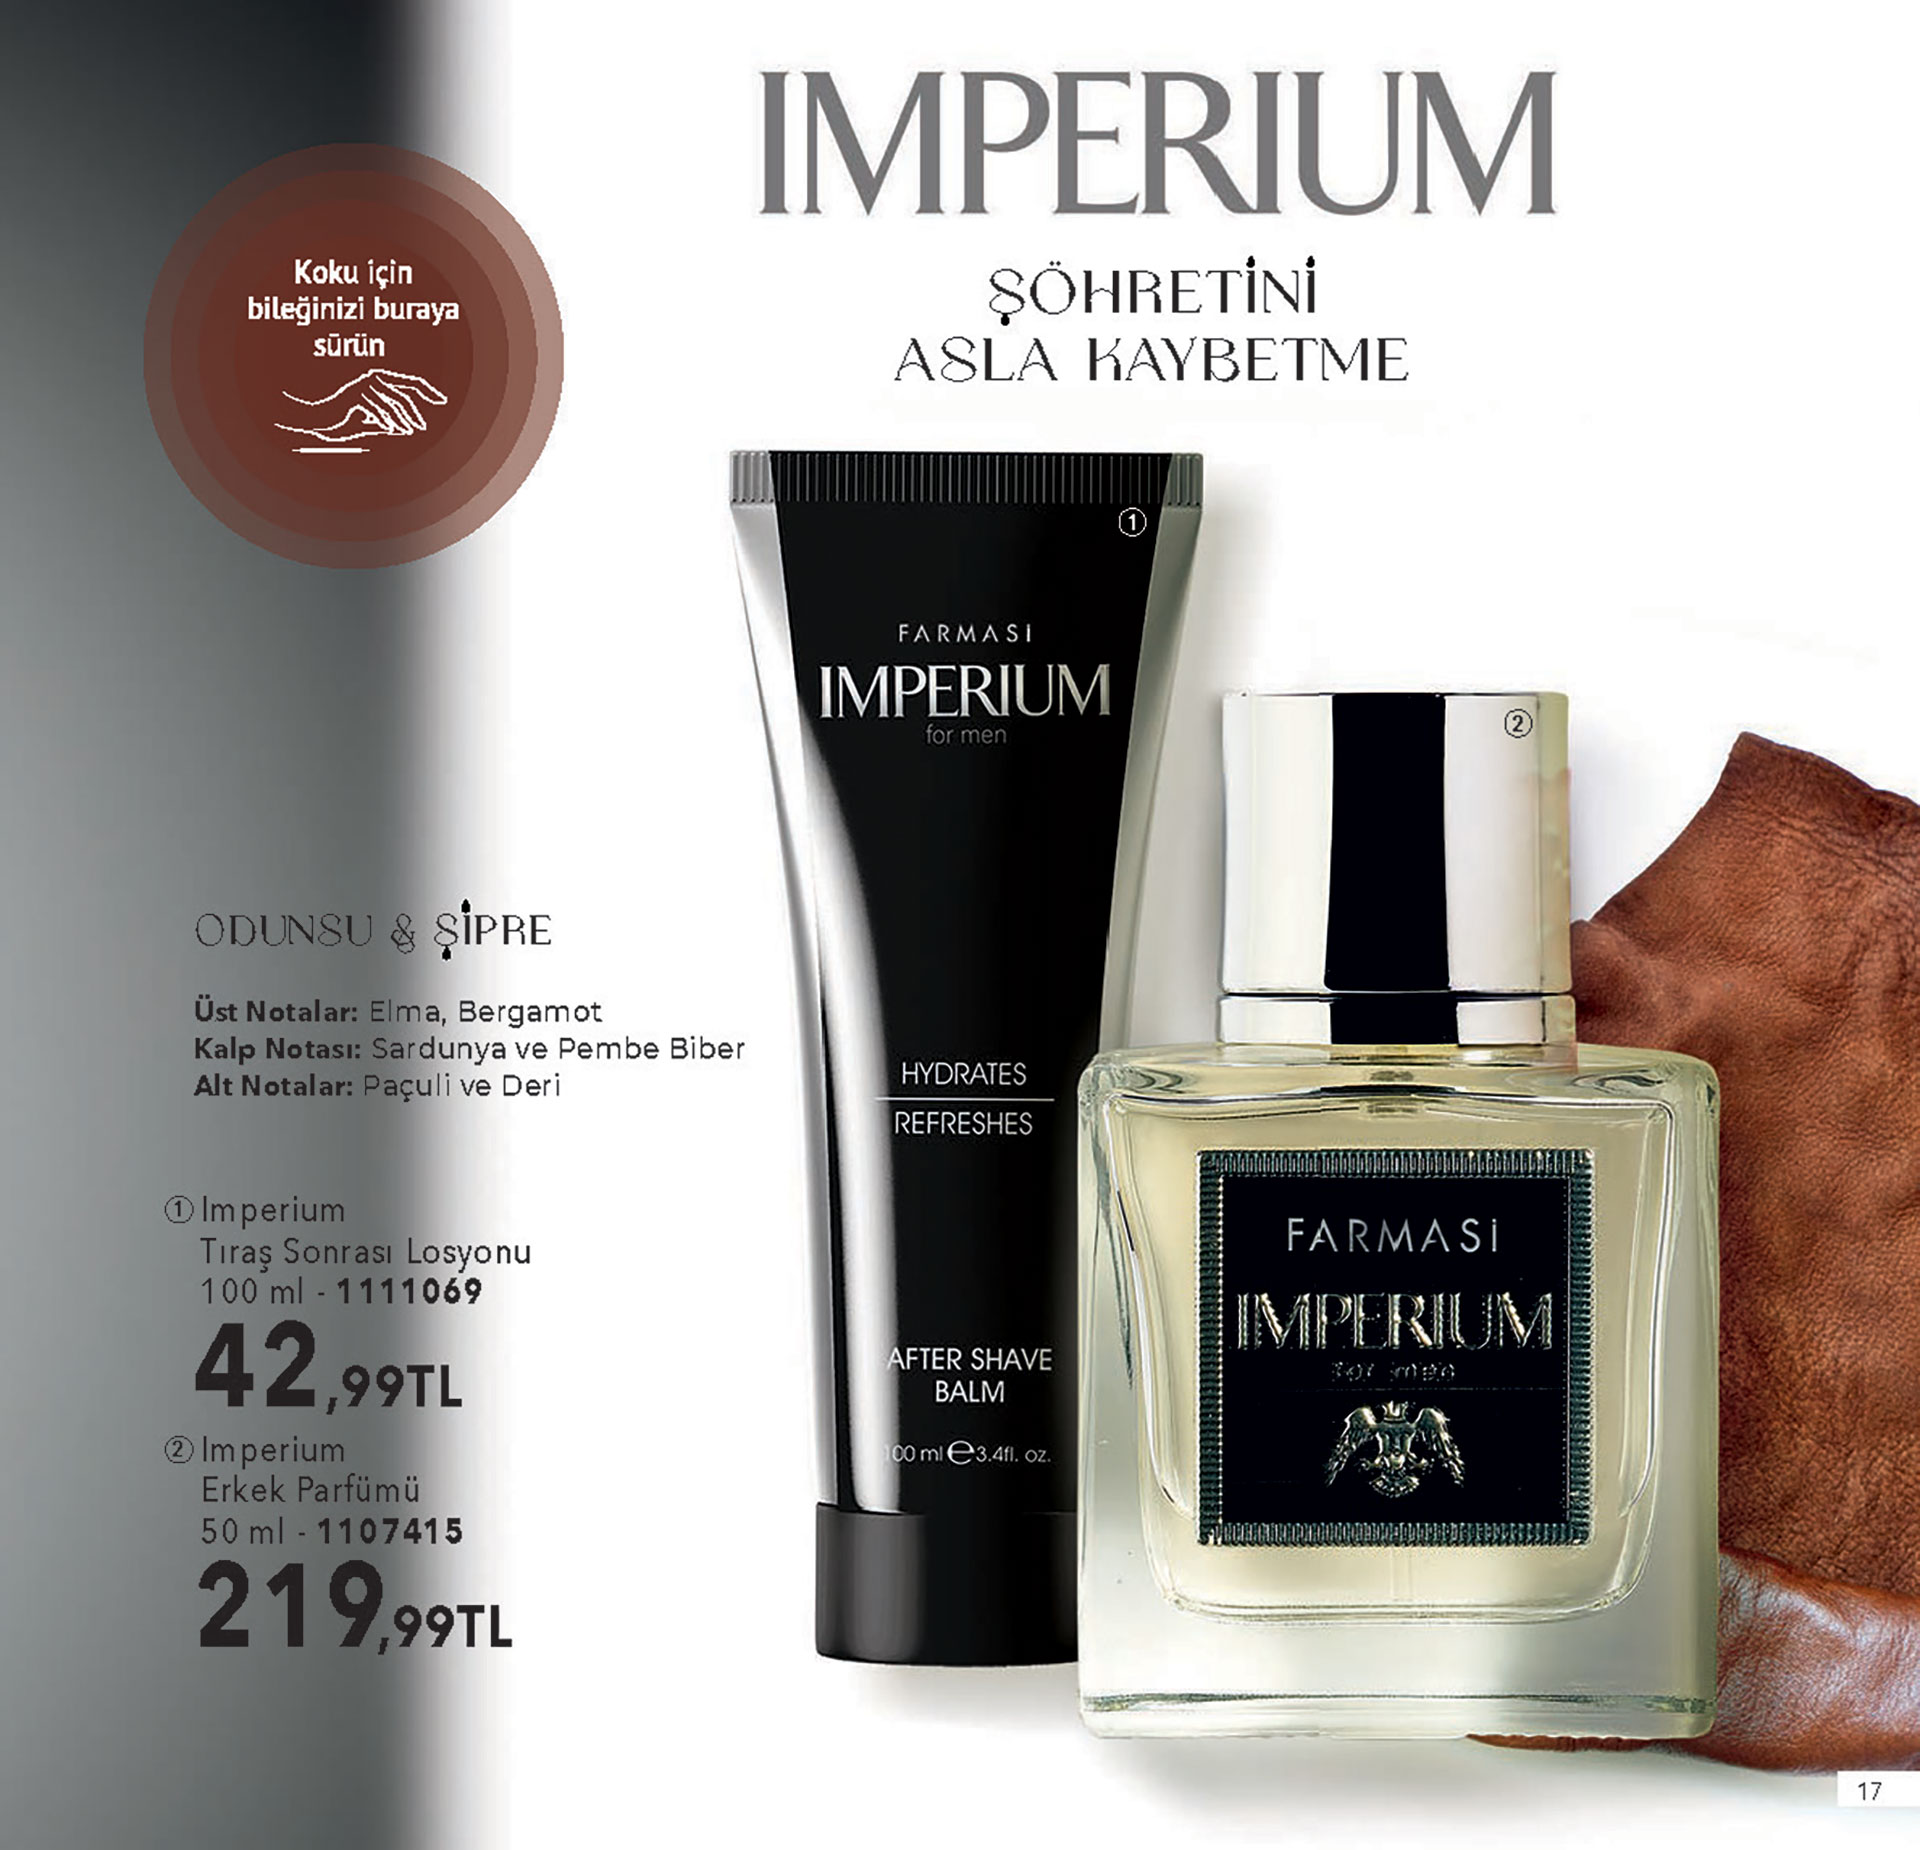 IMPERIUM
ŞÖHRETİNİ
ASLA KAYBETME
Koku için
bileğinizi buraya
sürün
1
FARMASi
IMPERIUM
for men
HYDRATES
REFRESHES
AFTER SHAVE
BALM
100 ml ℮ 3.4fl. oz.
2
FARMASi
IMPERIUM
for men
ODUNSU & ŞİPRE
Üst Notalar: Elma, Bergamot
Kalp Notası: Sardunya ve Pembe Biber
Alt Notalar: Paçuli ve Deri
① Imperium
Tıraş Sonrası Losyonu
100 ml - 1111069
42,99TL
② Imperium
Erkek Parfümü
50 ml - 1107415
219,99TL
17